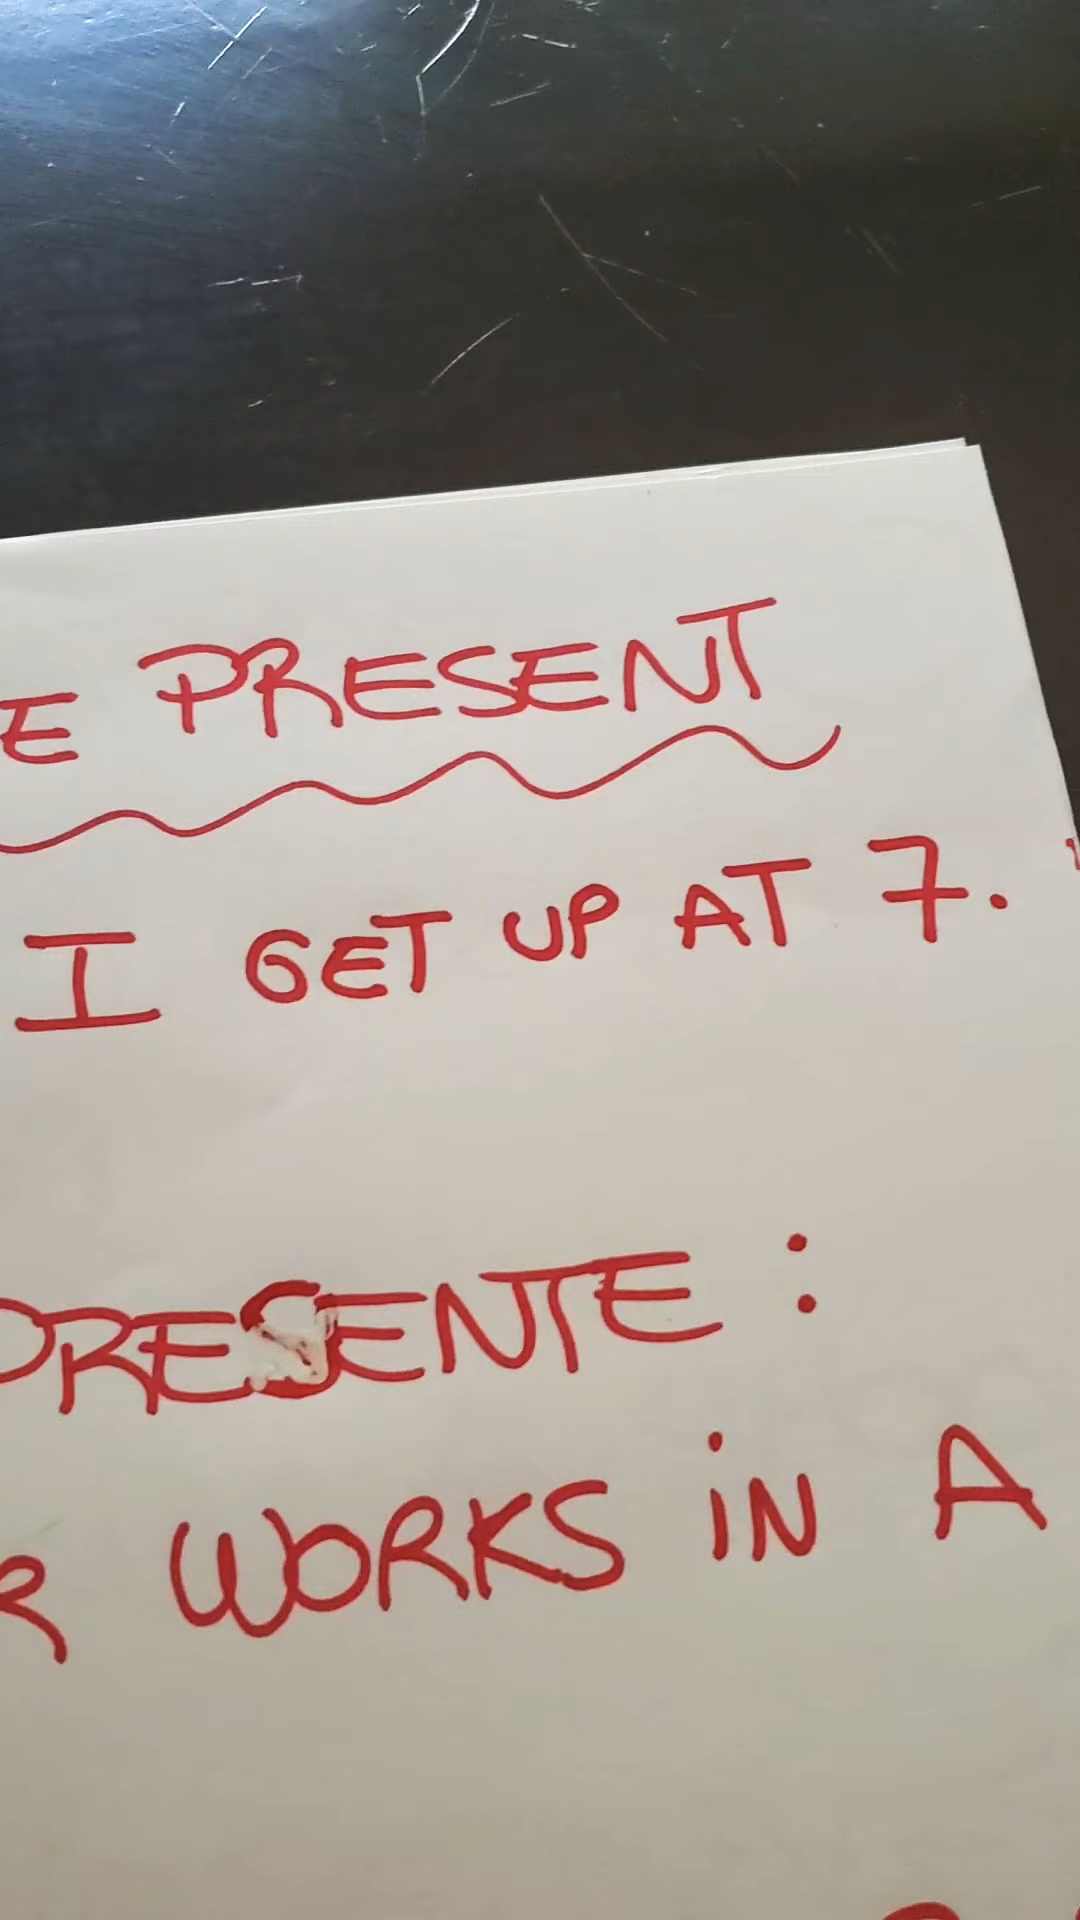 E PRESENT
I GET UP AT 7.
PRESENTE :
R WORKS iN A